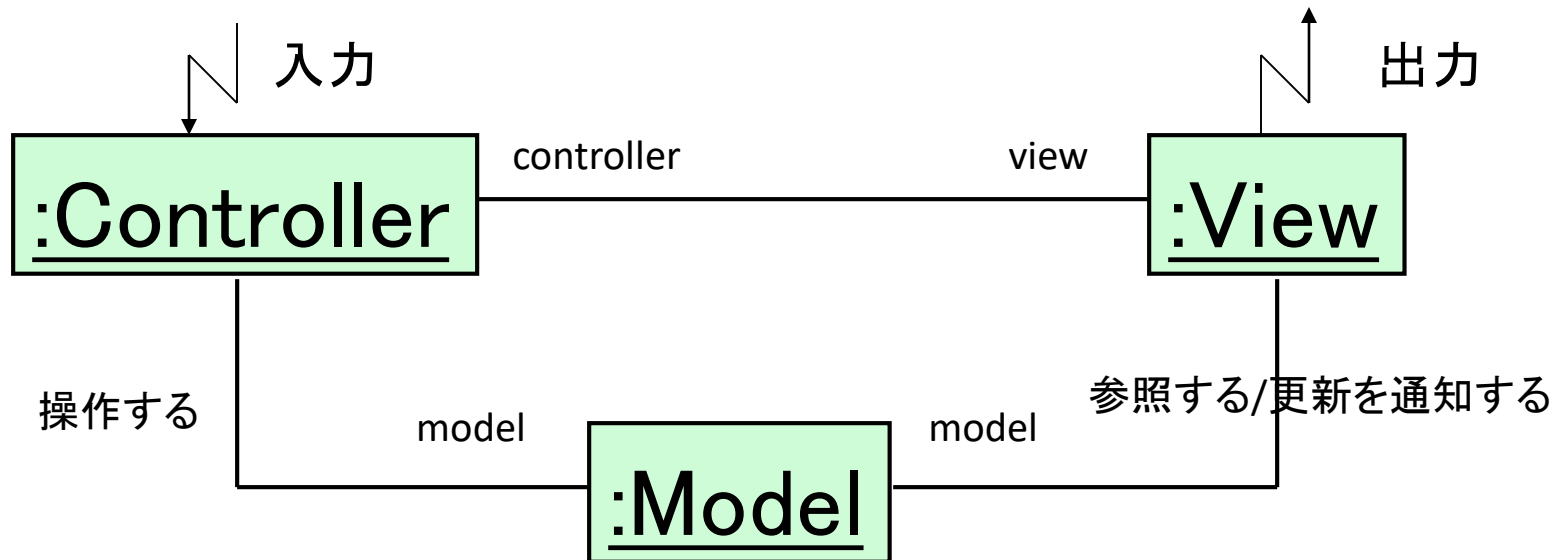 入力
出力
controller
view
:Controller
:View
操作する
参照する/更新を通知する
model
model
:Model